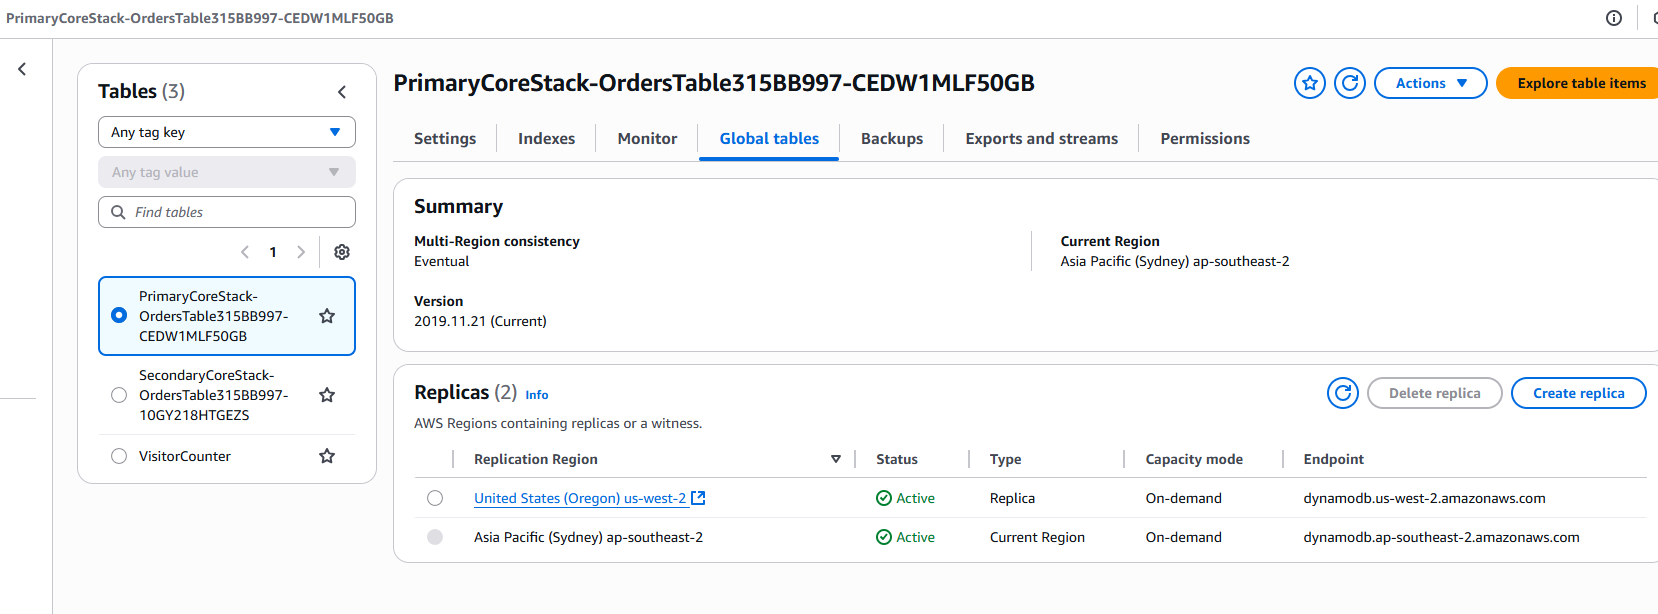 PrimaryCoreStack-OrdersTable315BB997-CEDW1MLF50GB
Tables (3)
Any tag key
Any tag value
Find tables
1
PrimaryCoreStack-
OrdersTable315BB997-
CEDW1MLF50GB
SecondaryCoreStack-
OrdersTable315BB997-
10GY218HTGEZS
VisitorCounter
PrimaryCoreStack-OrdersTable315BB997-CEDW1MLF50GB
Actions
Explore table items
Settings Indexes Monitor Global tables Backups Exports and streams Permissions
Summary
Multi-Region consistency
Eventual
Current Region
Asia Pacific (Sydney) ap-southeast-2
Version
2019.11.21 (Current)
Replicas (2) Info
Delete replica
Create replica
AWS Regions containing replicas or a witness.
Replication Region Status Type Capacity mode Endpoint
United States (Oregon) us-west-2 Active Replica On-demand dynamodb.us-west-2.amazonaws.com
Asia Pacific (Sydney) ap-southeast-2 Active Current Region On-demand dynamodb.ap-southeast-2.amazonaws.com